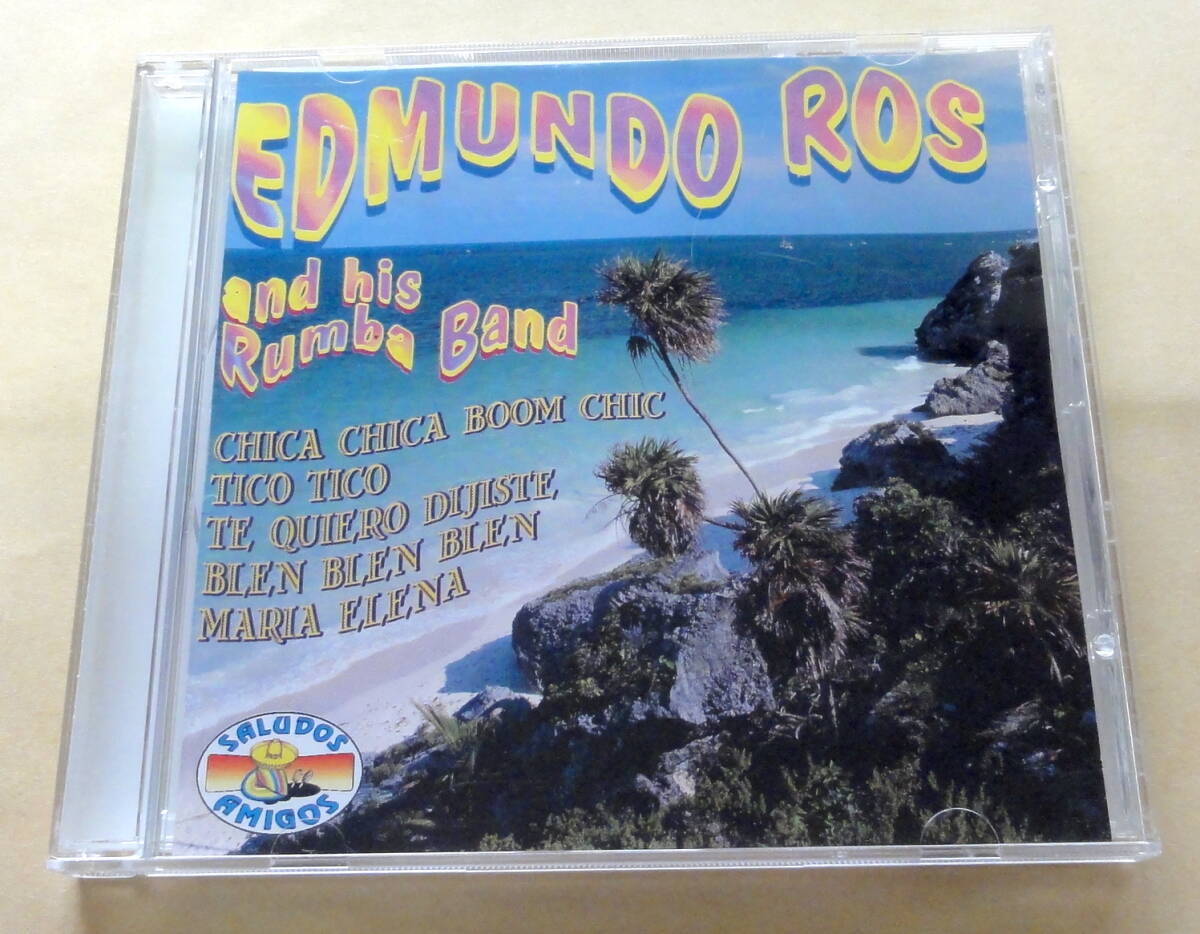 EDMUNDO ROS
and his
Rumba Band
CHICA CHICA BOOM CHIC
TICO TICO
TE QUIERO DIJISTE
BLEN BLEN BLEN
MARIA ELENA
SALUDOS
AMIGOS